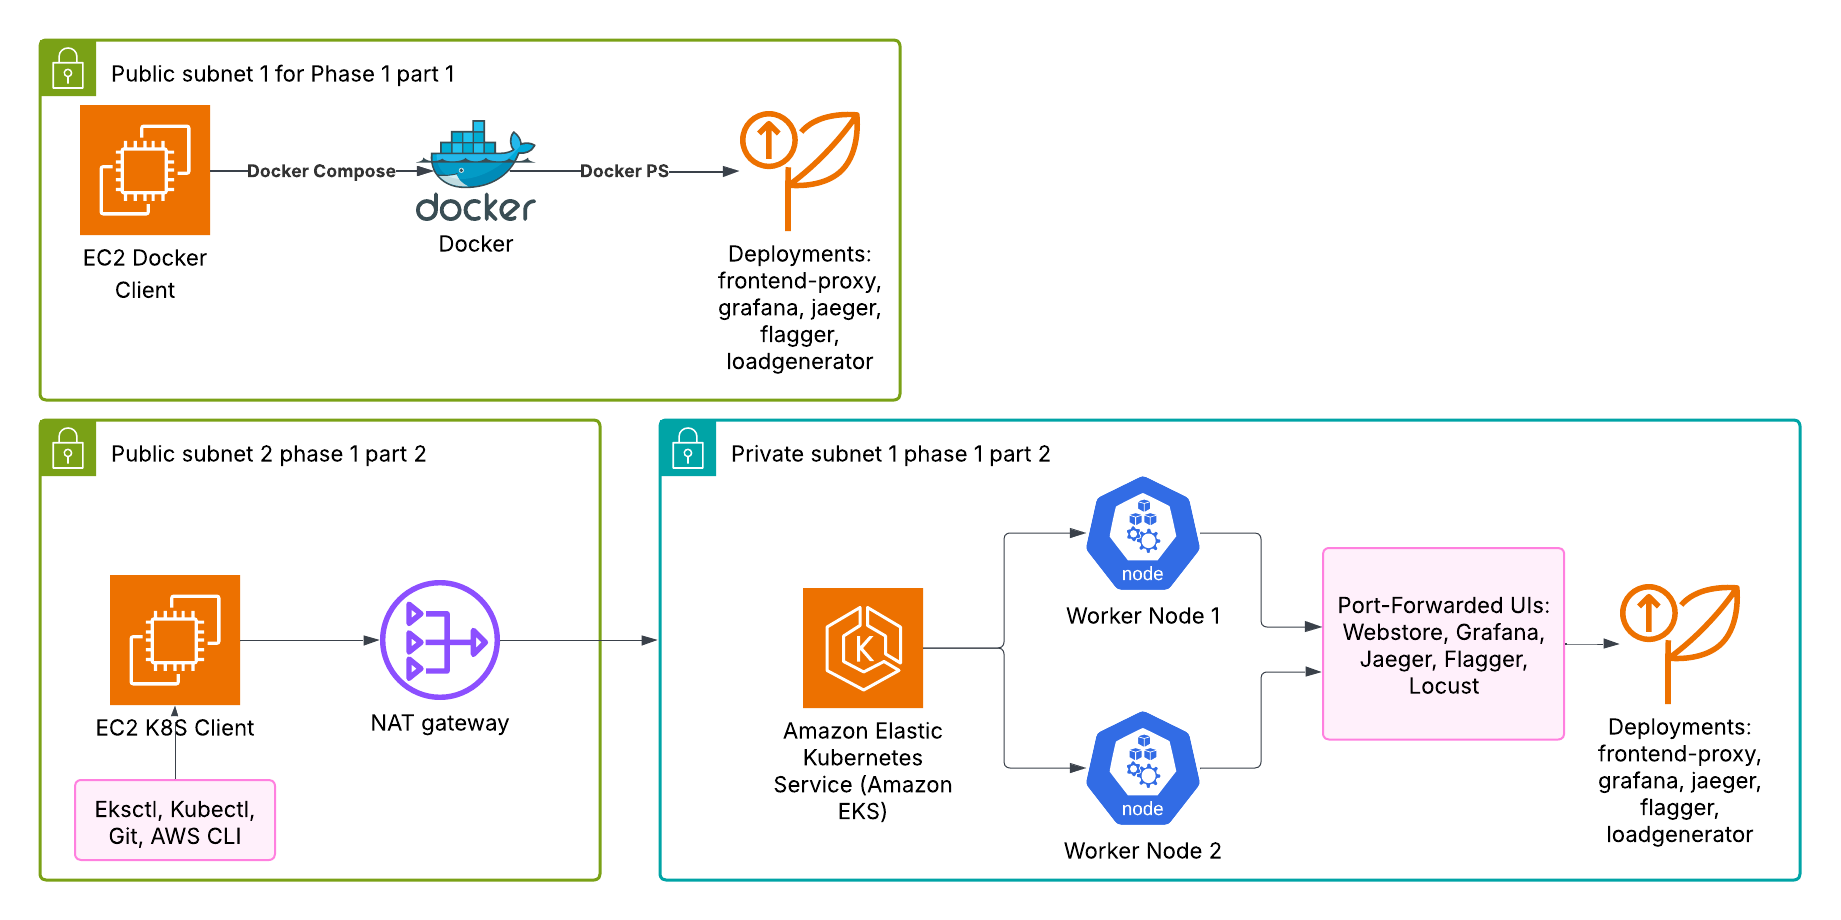 Public subnet 1 for Phase 1 part 1
Docker Compose
docker
Docker
Docker PS
EC2 Docker
Client
Deployments:
frontend-proxy,
grafana, jaeger,
flagger,
loadgenerator
Public subnet 2 phase 1 part 2
EC2 K8S Client
NAT gateway
Eksctl, Kubectl,
Git, AWS CLI
Private subnet 1 phase 1 part 2
K
Amazon Elastic
Kubernetes
Service (Amazon
EKS)
node
Worker Node 1
node
Worker Node 2
Port-Forwarded UIs:
Webstore, Grafana,
Jaeger, Flagger,
Locust
Deployments:
frontend-proxy,
grafana, jaeger,
flagger,
loadgenerator